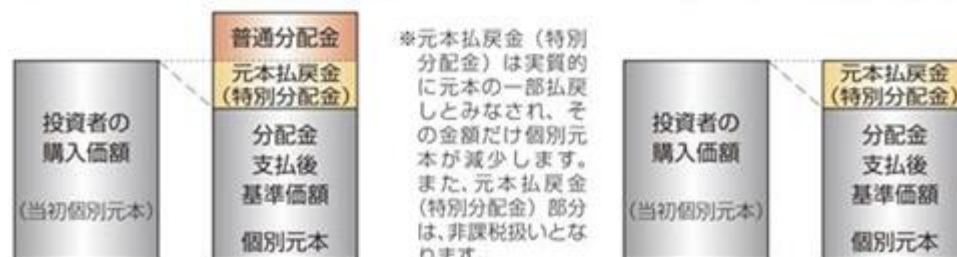 普通分配金
元本払戻金
(特別分配金)
投資者の
購入価額
(当初個別元本)
分配金
支払後
基準価額
個別元本
※元本払戻金(特別
分配金)は実質的
に元本の一部払戻
しとみなされ、そ
の金額だけ個別元
本が減少します。
また、元本払戻金
(特別分配金)部分
は、非課税扱いとな
ります。
投資者の
購入価額
(当初個別元本)
元本払戻金
(特別分配金)
分配金
支払後
基準価額
個別元本